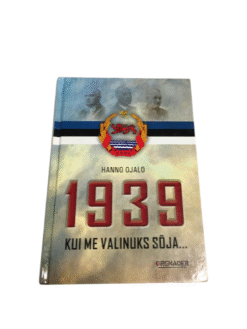 HANNO OJALO
1939
KUI ME VALINUKS SÕJA...
GRENADER